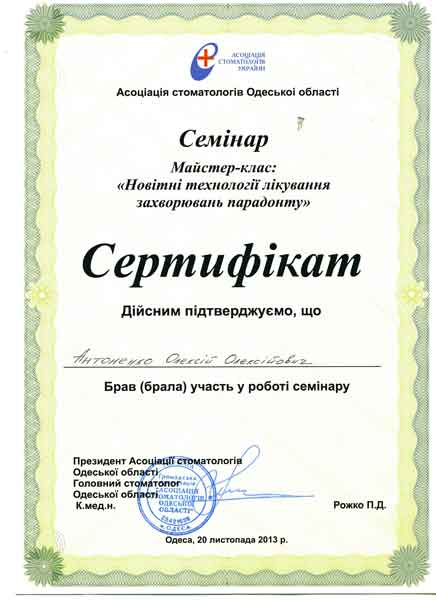 АСОЦІАЦІЯ
СТОМАТОЛОГІВ
УКРАЇНИ
Асоціація стоматологів Одеської області
Семінар
Майстер-клас:
«Новітні технології лікування
захворювань парадонту»
Сертифікат
Дійсним підтверджуємо, що
Антоненко Олексій Олексійович
Брав (брала) участь у роботі семінару
Президент Асоціації стоматологів
Одеської області
Головний стоматолог
Одеської області
К.мед.н.
Рожко П.Д.
"АСОЦІАЦІЯ
СТОМАТОЛОГІВ
ОДЕСЬКОЇ
ОБЛАСТІ"
м.ОДЕСА
Одеса, 20 листопада 2013 р.